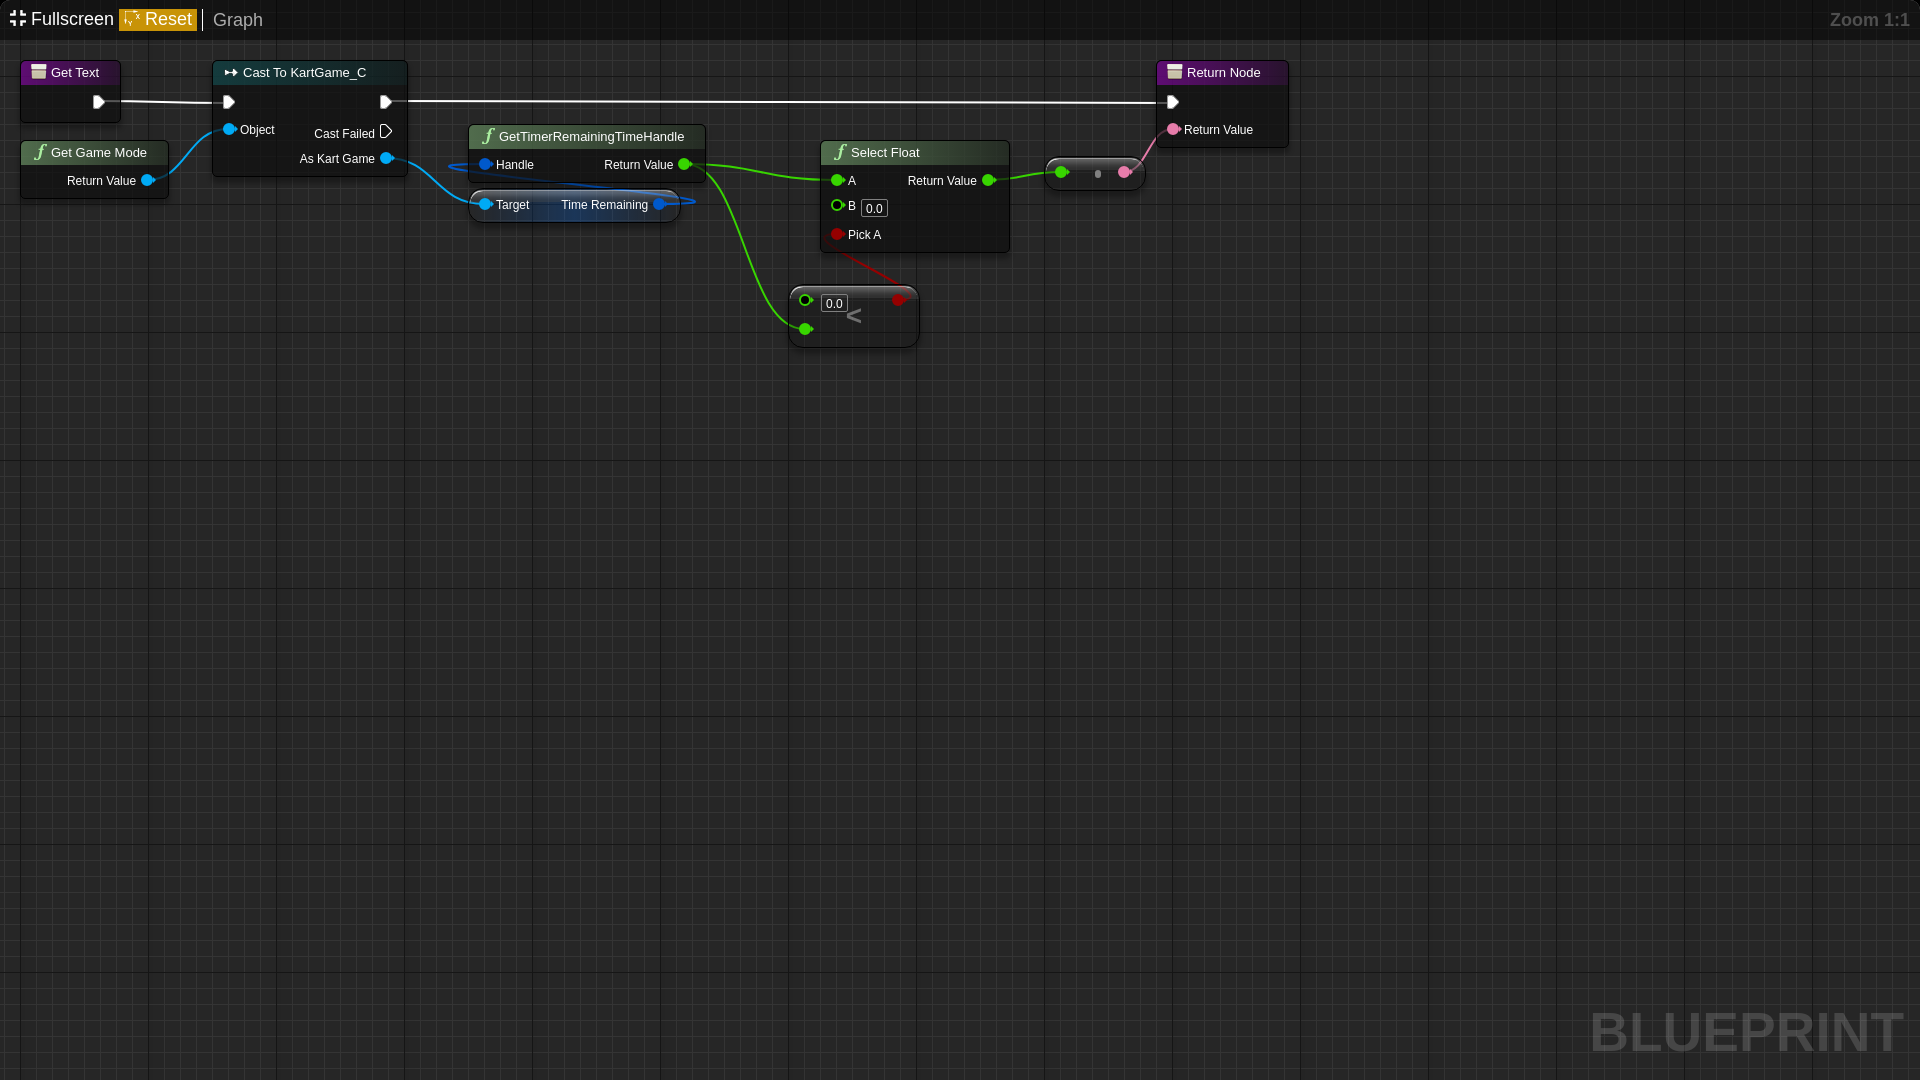 Fullscreen Reset Graph Zoom 1:1
Get Text
Cast To KartGame_C
Object
Cast Failed
As Kart Game
Get Game Mode
Return Value
GetTimerRemainingTimeHandle
Handle Return Value
Target Time Remaining
Select Float
A Return Value
B 0.0
Pick A
0.0
<
Return Node
Return Value
BLUEPRINT